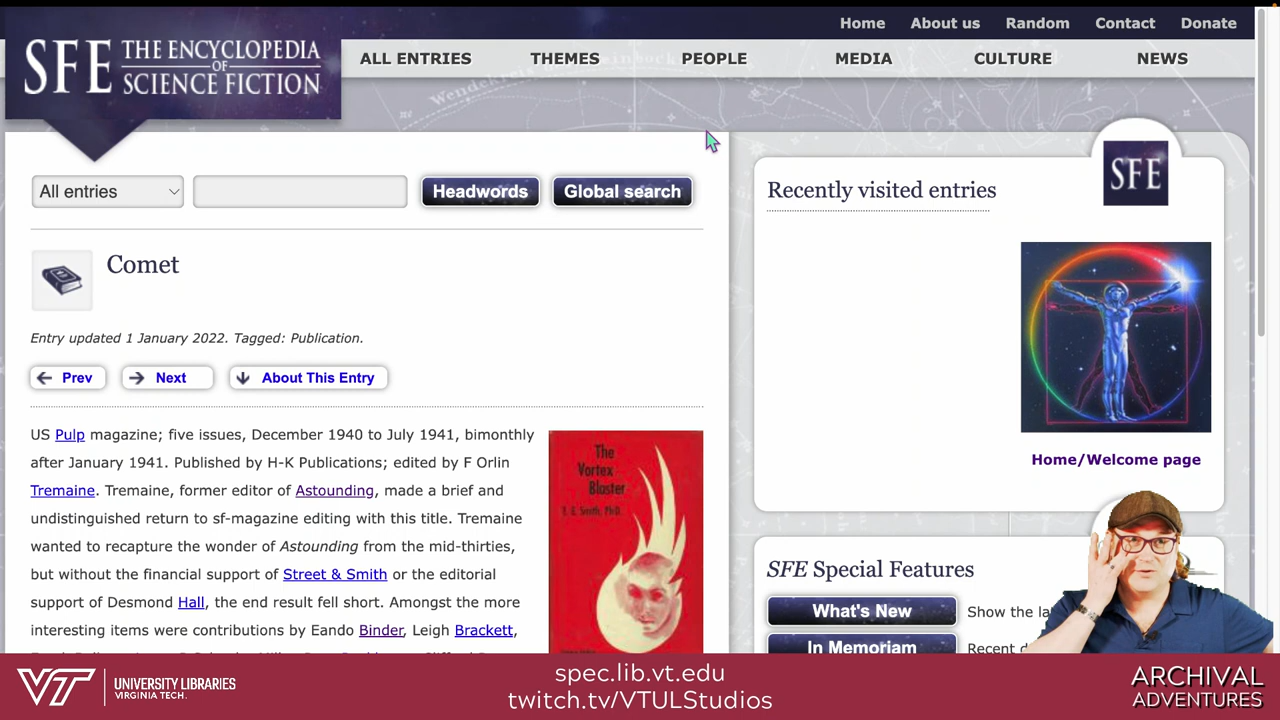 Home About us Random Contact Donate
SFE THE ENCYCLOPEDIA OF SCIENCE FICTION
ALL ENTRIES THEMES PEOPLE MEDIA CULTURE NEWS
All entries
Headwords Global search
Comet
Entry updated 1 January 2022. Tagged: Publication.
Prev Next About This Entry
US Pulp magazine; five issues, December 1940 to July 1941, bimonthly
after January 1941. Published by H-K Publications; edited by F Orlin
Tremaine. Tremaine, former editor of Astounding, made a brief and
undistinguished return to sf-magazine editing with this title. Tremaine
wanted to recapture the wonder of Astounding from the mid-thirties,
but without the financial support of Street & Smith or the editorial
support of Desmond Hall, the end result fell short. Amongst the more
interesting items were contributions by Eando Binder, Leigh Brackett,
The
Vortex
Blaster
E. E. Smith, Ph.D.
SFE
Recently visited entries
Home/Welcome page
SFE Special Features
What's New Show the la
In Memoriam Recent d
VT UNIVERSITY LIBRARIES
VIRGINIA TECH.
spec.lib.vt.edu
twitch.tv/VTULStudios
ARCHIVAL
ADVENTURES